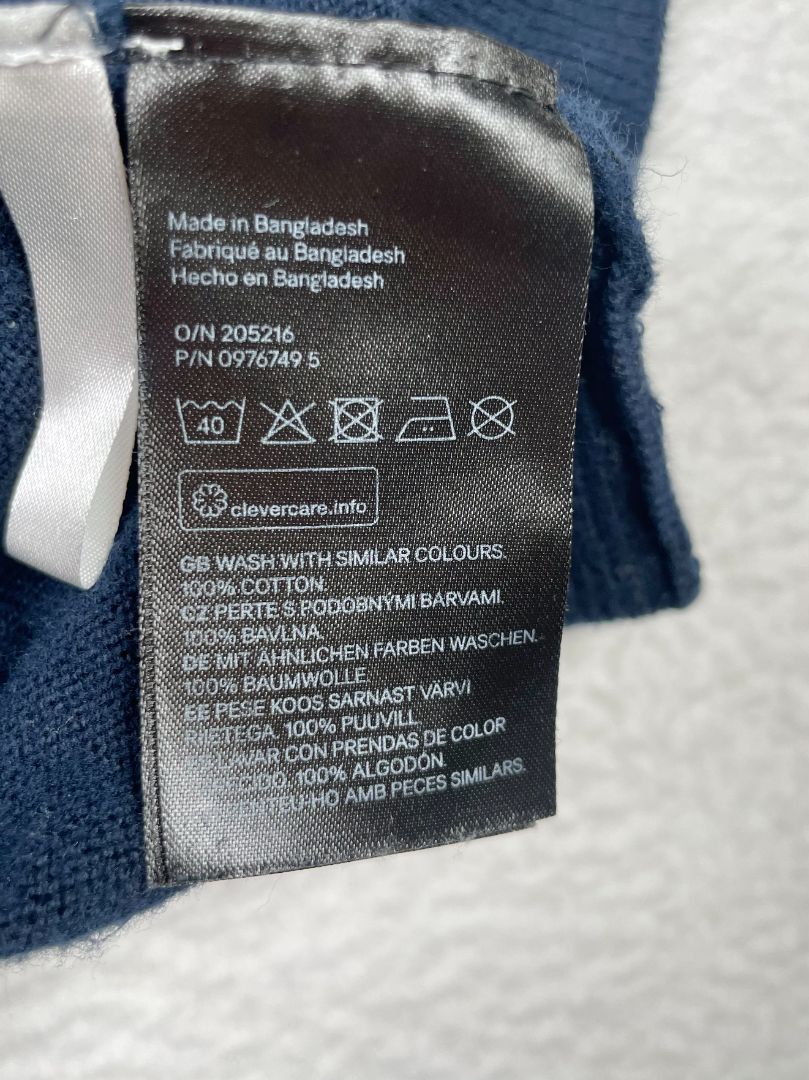 Made in Bangladesh
Fabriqué au Bangladesh
Hecho en Bangladesh
O/N 205216
P/N 0976749 5
40
clevercare.info
GB WASH WITH SIMILAR COLOURS.
100% COTTON.
CZ PERTE S PODOBNÝMI BARVAMI.
100% BAVLNA.
DE MIT ÄHNLICHEN FARBEN WASCHEN.
100% BAUMWOLLE
EE PESE KOOS SARNAST VÄRVI
RIIETEGA. 100% PUUVILL
LAVAR CON PRENDAS DE COLOR
100% ALGODÓN.
AMB PECES SIMILARS.